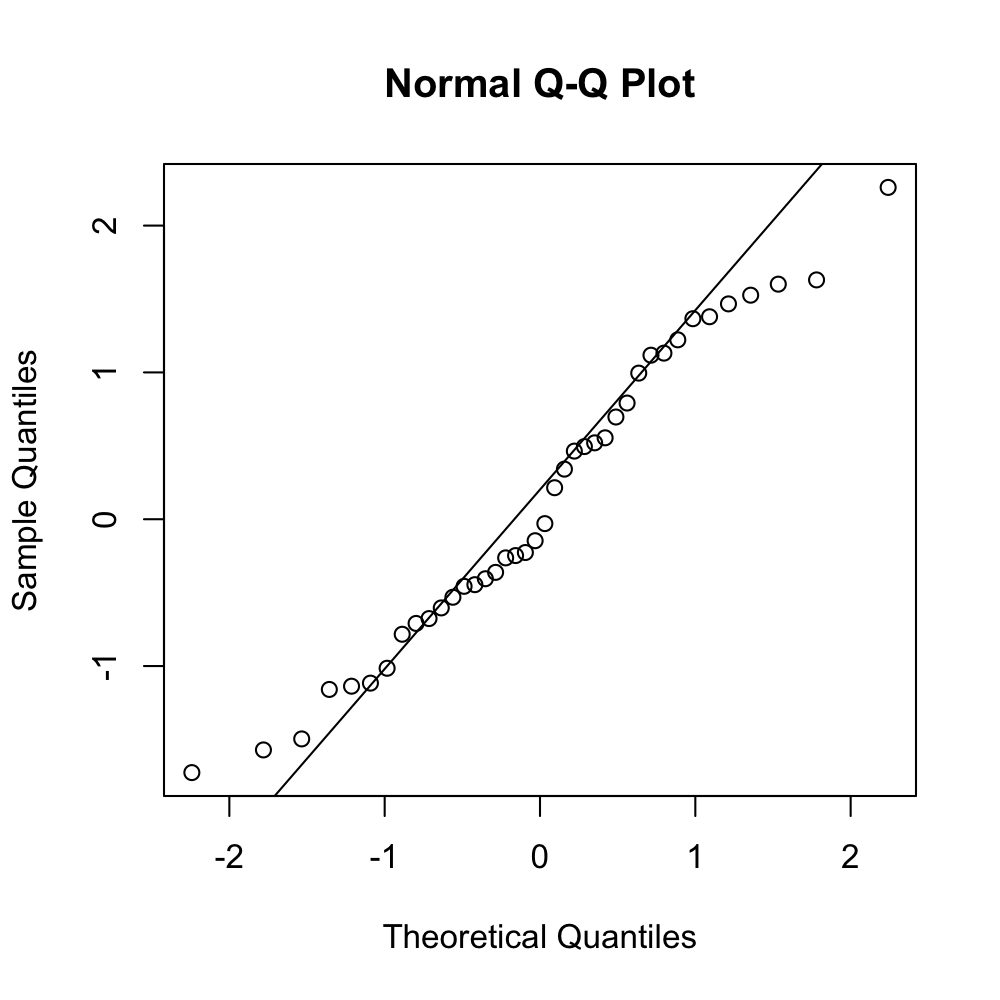 Normal Q-Q Plot
2
1
0
-1
Sample Quantiles
-2 -1 0 1 2
Theoretical Quantiles